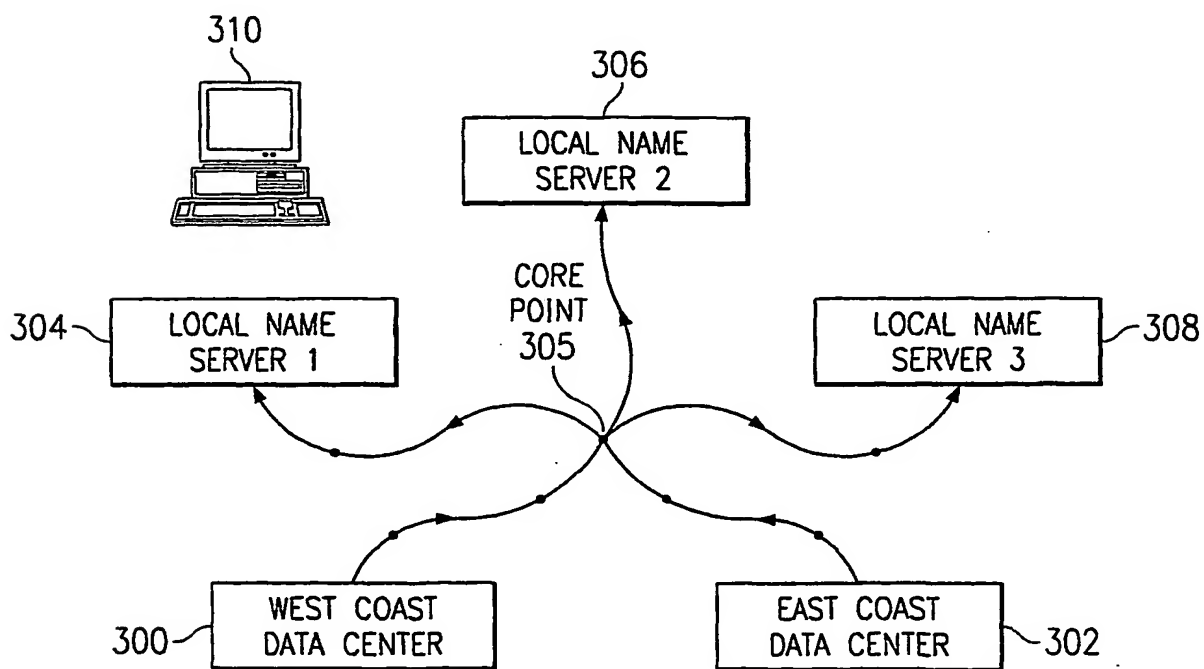 310
306
LOCAL NAME
SERVER 2
CORE
POINT
305
304
LOCAL NAME
SERVER 1
LOCAL NAME
SERVER 3
308
300
WEST COAST
DATA CENTER
EAST COAST
DATA CENTER
302